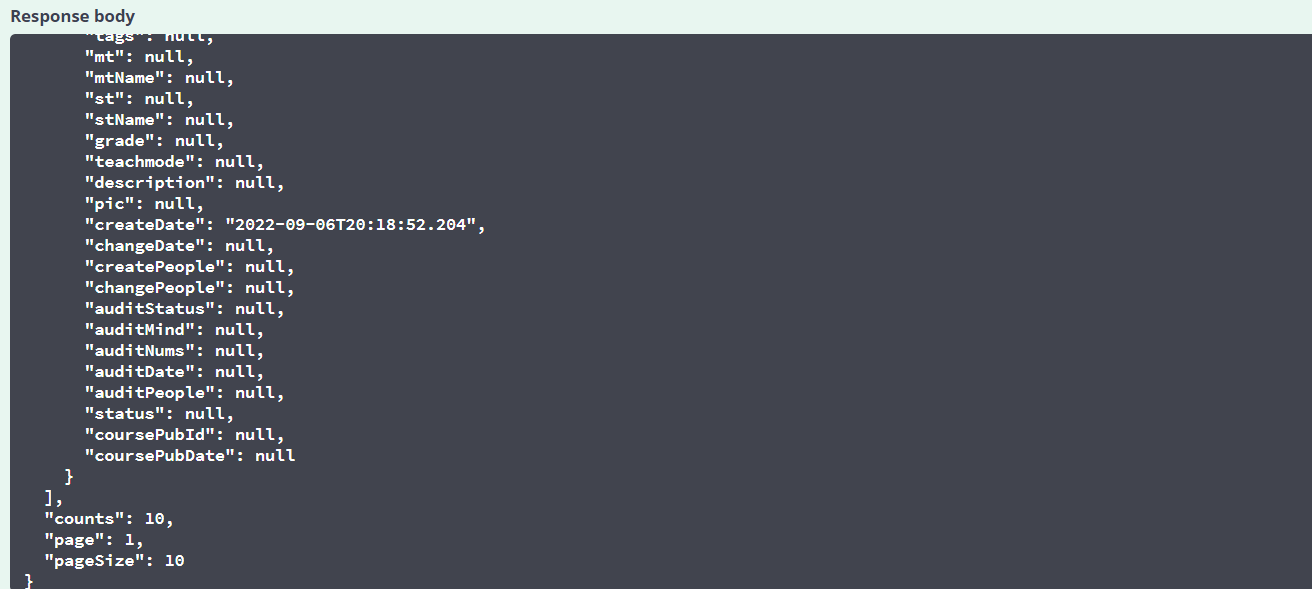 Response body
"tags": null,
"mt": null,
"mtName": null,
"st": null,
"stName": null,
"grade": null,
"teachmode": null,
"description": null,
"pic": null,
"createDate": "2022-09-06T20:18:52.204",
"changeDate": null,
"createPeople": null,
"changePeople": null,
"auditStatus": null,
"auditMind": null,
"auditNums": null,
"auditDate": null,
"auditPeople": null,
"status": null,
"coursePubId": null,
"coursePubDate": null
}
],
"counts": 10,
"page": 1,
"pageSize": 10
}